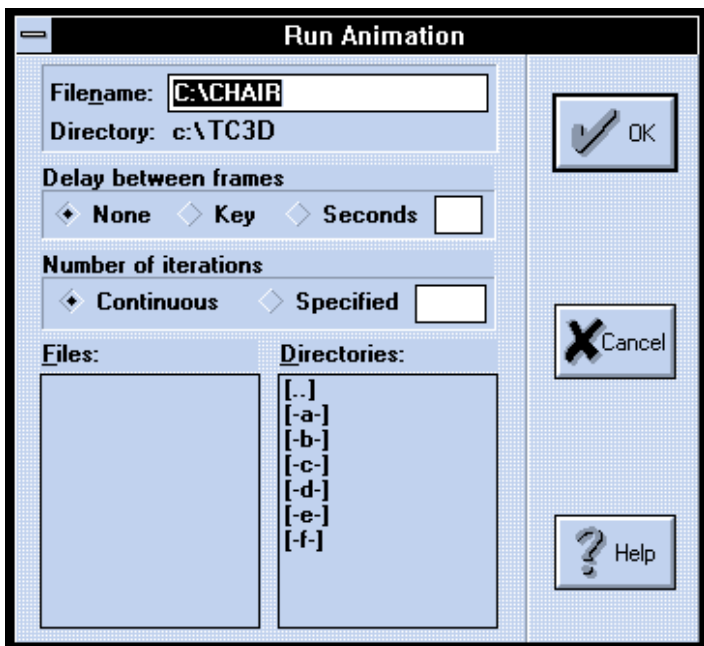 Run Animation
Filename: C:\CHAIR
Directory: c:\TC3D
OK
Delay between frames
None Key Seconds
Number of iterations
Continuous Specified
Cancel
Files: Directories:
[..]
[-a-]
[-b-]
[-c-]
[-d-]
[-e-]
[-f-]
Help